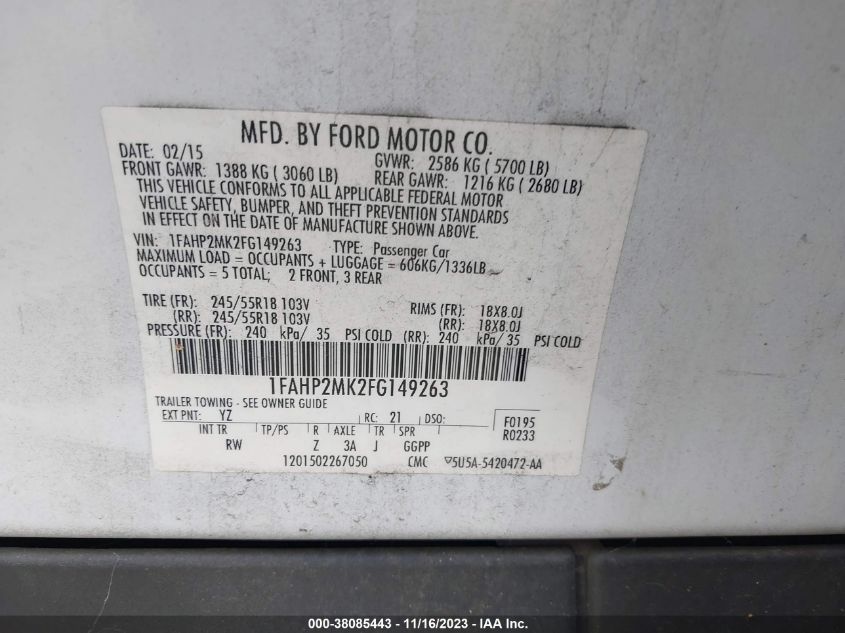 MFD. BY FORD MOTOR CO.
DATE: 02/15 GVWR: 2586 KG ( 5700 LB)
FRONT GAWR: 1388 KG ( 3060 LB) REAR GAWR: 1216 KG ( 2680 LB)
THIS VEHICLE CONFORMS TO ALL APPLICABLE FEDERAL MOTOR
VEHICLE SAFETY, BUMPER, AND THEFT PREVENTION STANDARDS
IN EFFECT ON THE DATE OF MANUFACTURE SHOWN ABOVE.
VIN: 1FAHP2MK2FG149263 TYPE: Passenger Car
MAXIMUM LOAD = OCCUPANTS + LUGGAGE = 606KG/1336LB
OCCUPANTS = 5 TOTAL; 2 FRONT, 3 REAR
TIRE (FR): 245/55R18 103V RIMS (FR): 18X8.0J
(RR): 245/55R18 103V (RR): 18X8.0J
PRESSURE (FR): 240 kPa/ 35 PSI COLD (RR): 240 kPa/ 35 PSI COLD
1FAHP2MK2FG149263
TRAILER TOWING - SEE OWNER GUIDE
EXT PNT: YZ RC: 21 DSO: F0195
INT TR TP/PS R AXLE TR SPR R0233
RW Z 3A J GGPP
1201502267050 CMC 5U5A-5420472-AA
000-38085443 - 11/16/2023 - IAA Inc.